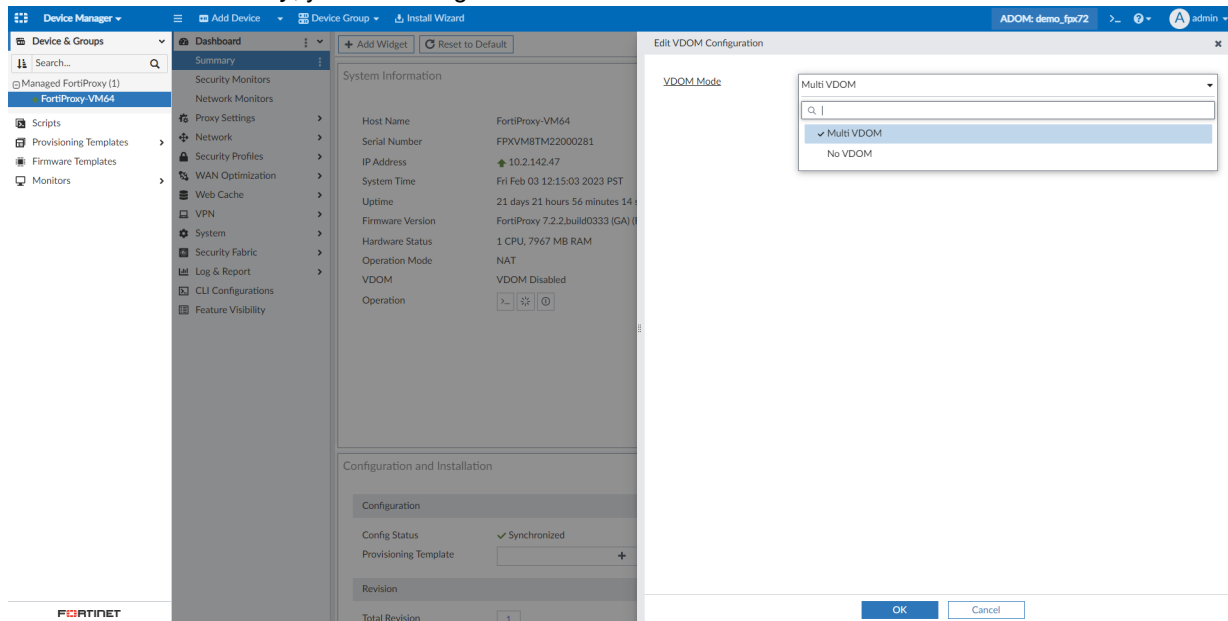 Device Manager
Add Device
Device Group
Install Wizard
ADOM: demo_fpx72
>_
A
admin
Device & Groups
Search...
Managed FortiProxy (1)
FortiProxy-VM64
Scripts
Provisioning Templates
Firmware Templates
Monitors
FORTINET
Dashboard
Summary
Security Monitors
Network Monitors
Proxy Settings
Network
Security Profiles
WAN Optimization
Web Cache
VPN
System
Security Fabric
Log & Report
CLI Configurations
Feature Visibility
+ Add Widget
Reset to Default
System Information
Host Name FortiProxy-VM64
Serial Number FPXVM8TM22000281
IP Address 10.2.142.47
System Time Fri Feb 03 12:15:03 2023 PST
Uptime 21 days 21 hours 56 minutes 14
Firmware Version FortiProxy 7.2.2,build0333 (GA)
Hardware Status 1 CPU, 7967 MB RAM
Operation Mode NAT
VDOM VDOM Disabled
Operation
Configuration and Installation
Configuration
Config Status Synchronized
Provisioning Template
Revision
Total Revision 1
Edit VDOM Configuration
VDOM Mode Multi VDOM
Multi VDOM
No VDOM
OK
Cancel